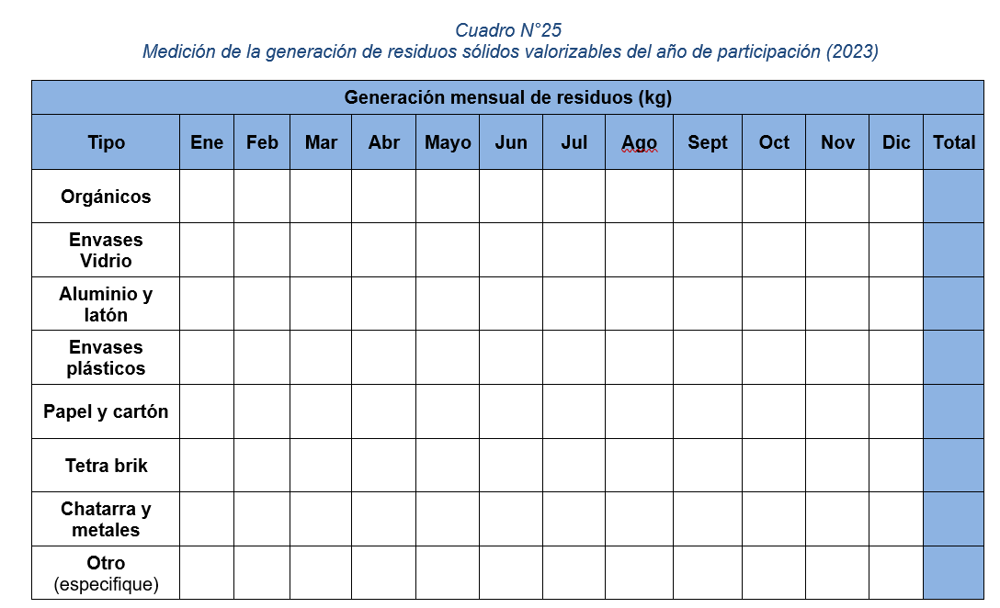 Cuadro N°25
Medición de la generación de residuos sólidos valorizables del año de participación (2023)
Generación mensual de residuos (kg)
Tipo Ene Feb Mar Abr Mayo Jun Jul Ago Sept Oct Nov Dic Total
Orgánicos
Envases
Vidrio
Aluminio y
latón
Envases
plásticos
Papel y cartón
Tetra brik
Chatarra y
metales
Otro
(especifique)